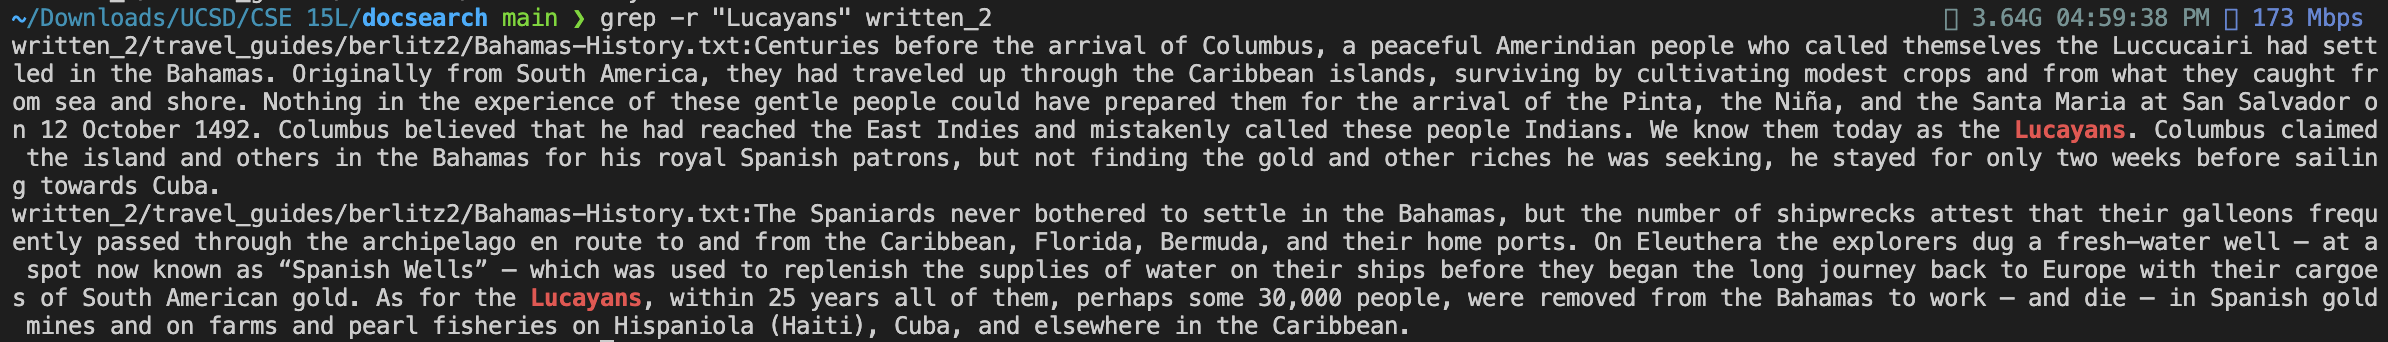 ~/Downloads/UCSD/CSE 15L/docsearch main ❯ grep -r "Lucayans" written_2 3.64G 04:59:38 PM 173 Mbps
written_2/travel_guides/berlitz2/Bahamas-History.txt:Centuries before the arrival of Columbus, a peaceful Amerindian people who called themselves the Luccucairi had sett
led in the Bahamas. Originally from South America, they had traveled up through the Caribbean islands, surviving by cultivating modest crops and from what they caught fr
om sea and shore. Nothing in the experience of these gentle people could have prepared them for the arrival of the Pinta, the Niña, and the Santa Maria at San Salvador o
n 12 October 1492. Columbus believed that he had reached the East Indies and mistakenly called these people Indians. We know them today as the Lucayans. Columbus claimed
 the island and others in the Bahamas for his royal Spanish patrons, but not finding the gold and other riches he was seeking, he stayed for only two weeks before sailin
g towards Cuba.
written_2/travel_guides/berlitz2/Bahamas-History.txt:The Spaniards never bothered to settle in the Bahamas, but the number of shipwrecks attest that their galleons frequ
ently passed through the archipelago en route to and from the Caribbean, Florida, Bermuda, and their home ports. On Eleuthera the explorers dug a fresh-water well — at a
 spot now known as “Spanish Wells” — which was used to replenish the supplies of water on their ships before they began the long journey back to Europe with their cargoe
s of South American gold. As for the Lucayans, within 25 years all of them, perhaps some 30,000 people, were removed from the Bahamas to work — and die — in Spanish gold
 mines and on farms and pearl fisheries on Hispaniola (Haiti), Cuba, and elsewhere in the Caribbean.